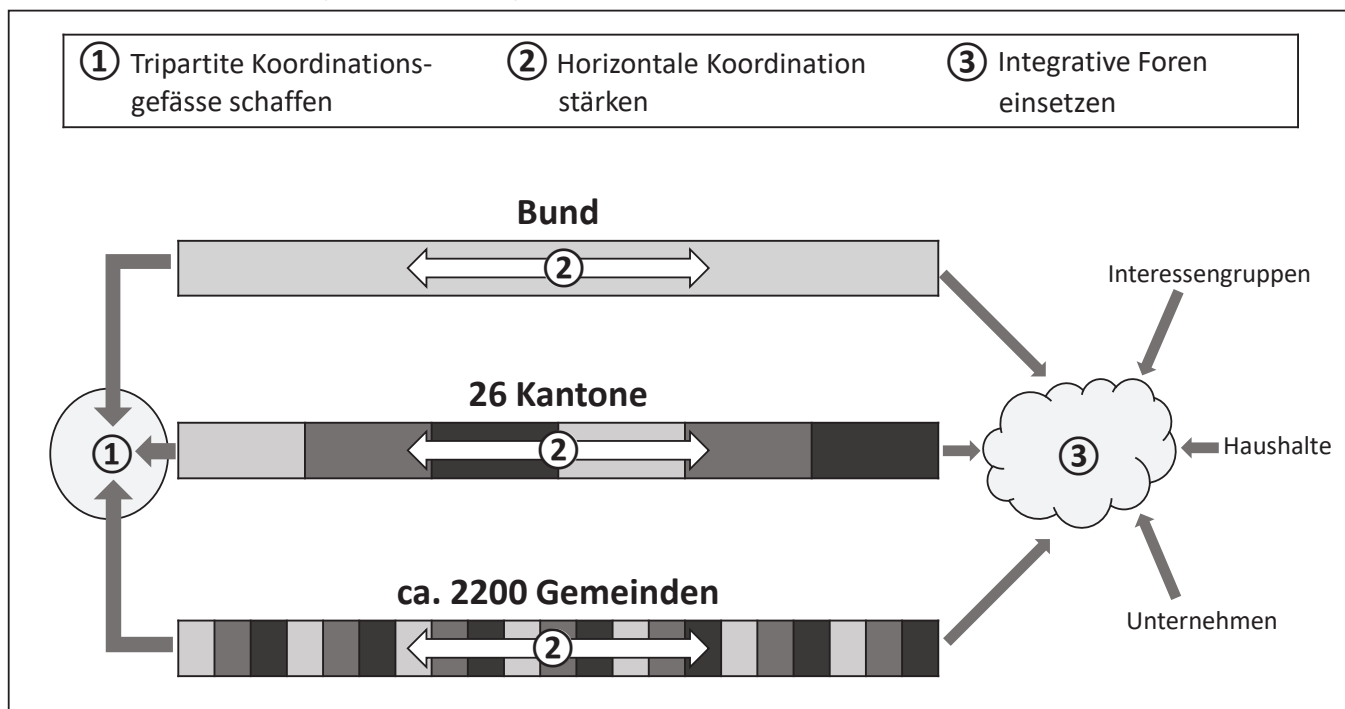 ① Tripartite Koordinations-
gefässe schaffen
② Horizontale Koordination
stärken
③ Integrative Foren
einsetzen
Bund
②
Interessengruppen
26 Kantone
①
②
③
Haushalte
ca. 2200 Gemeinden
②
Unternehmen